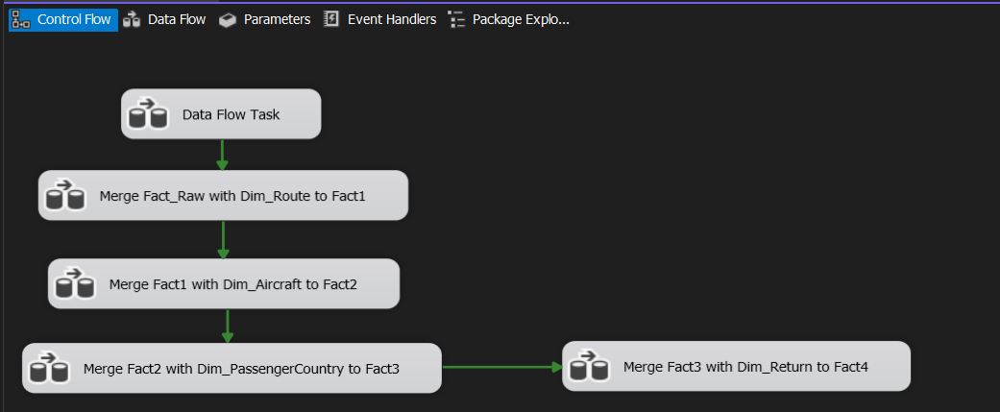 Control Flow
Data Flow
Parameters
Event Handlers
Package Explo...
Data Flow Task
Merge Fact_Raw with Dim_Route to Fact1
Merge Fact1 with Dim_Aircraft to Fact2
Merge Fact2 with Dim_PassengerCountry to Fact3
Merge Fact3 with Dim_Return to Fact4